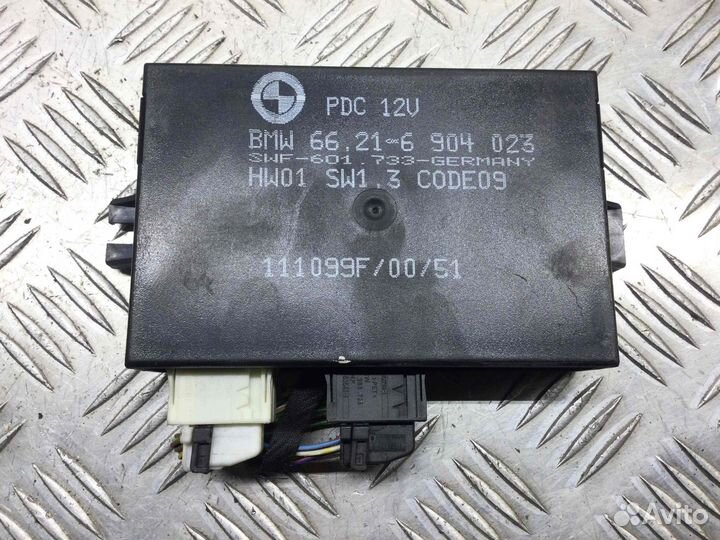 PDC 12V
BMW 66.21-6 904 023
SWF-601.733-GERMANY
HW01 SW1.3 CODE09
111099F/00/51
Avito